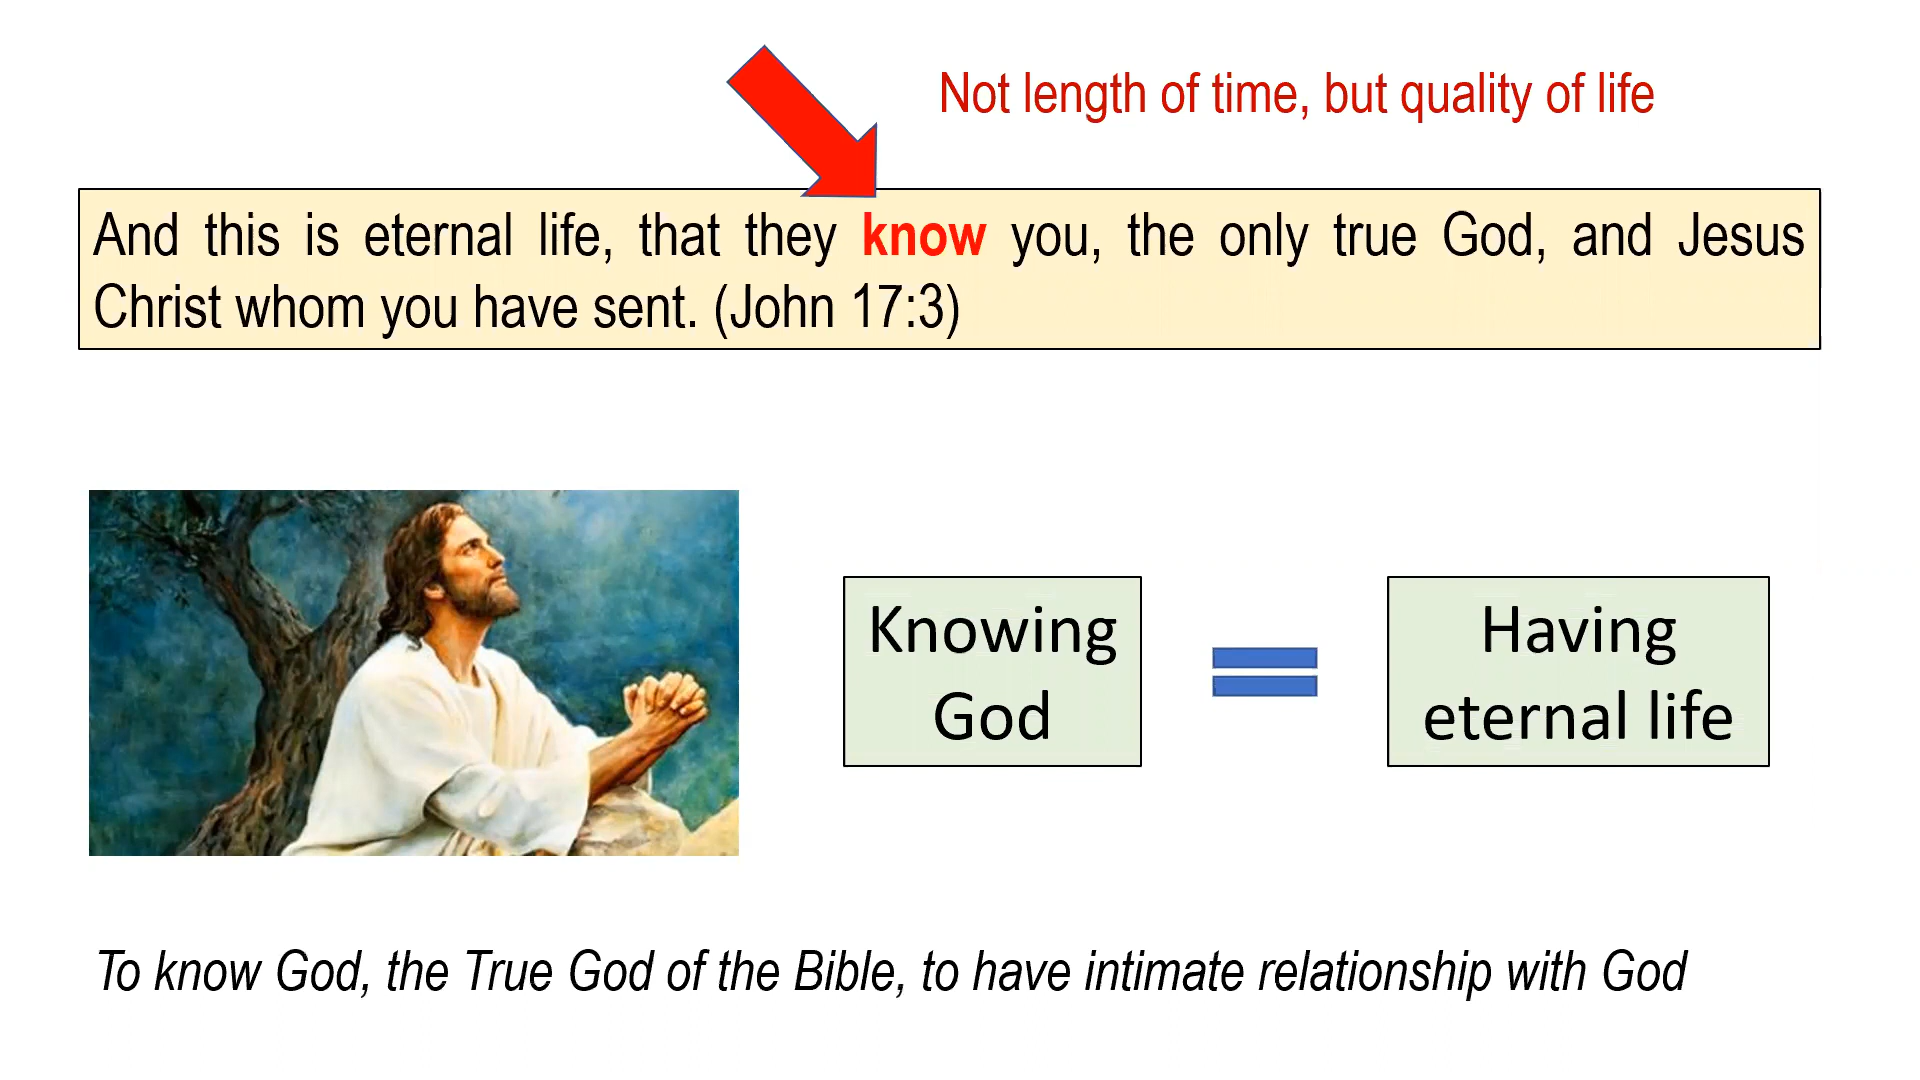 Not length of time, but quality of life
And this is eternal life, that they know you, the only true God, and Jesus
Christ whom you have sent. (John 17:3)
Knowing
God
Having
eternal life
To know God, the True God of the Bible, to have intimate relationship with God